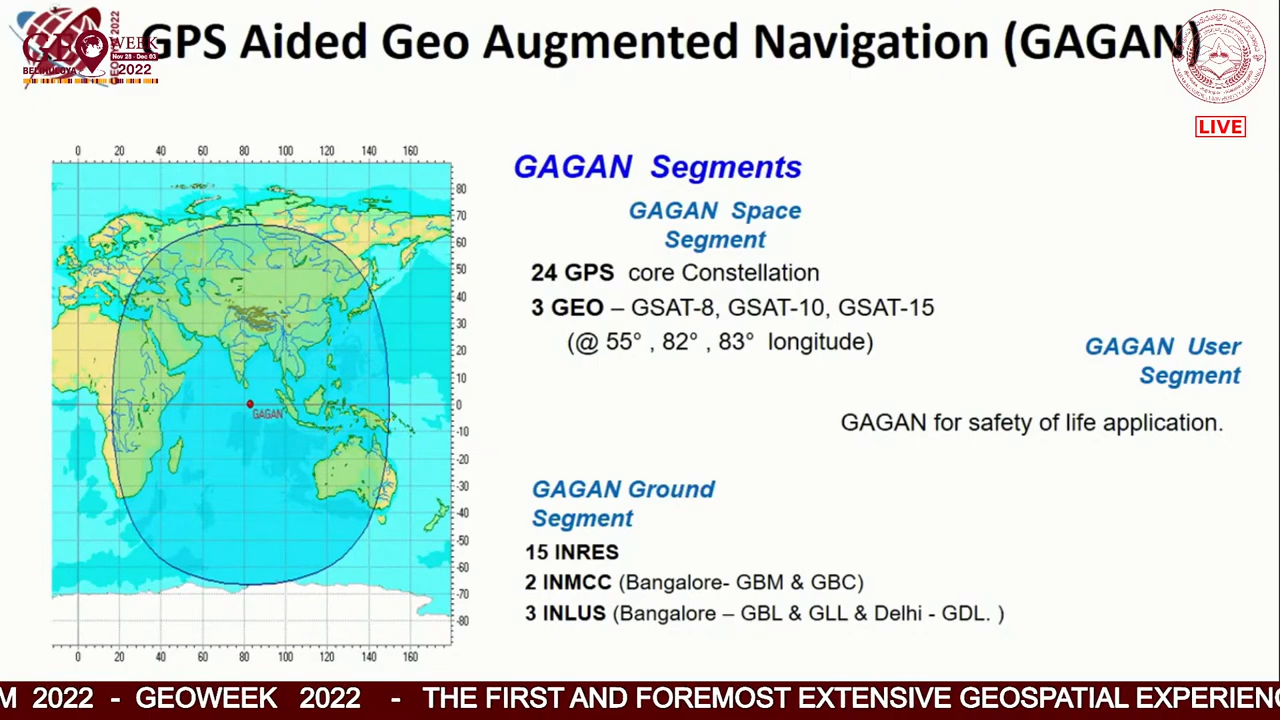 GPS Aided Geo Augmented Navigation (GAGAN)
WEEK
Nov 28 - Dec 03
2022
LIVE
0 20 40 60 80 100 120 140 160
80
70
60
50
40
30
20
10
0
-10
-20
-30
-40
-50
-60
-70
-80
GAGAN
0 20 40 60 80 100 120 140 160
GAGAN Segments
GAGAN Space
Segment
24 GPS core Constellation
3 GEO – GSAT-8, GSAT-10, GSAT-15
(@ 55° , 82° , 83° longitude)
GAGAN User
Segment
GAGAN for safety of life application.
GAGAN Ground
Segment
15 INRES
2 INMCC (Bangalore- GBM & GBC)
3 INLUS (Bangalore – GBL & GLL & Delhi - GDL. )
M 2022 - GEOWEEK 2022 - THE FIRST AND FOREMOST EXTENSIVE GEOSPATIAL EXPERIENC